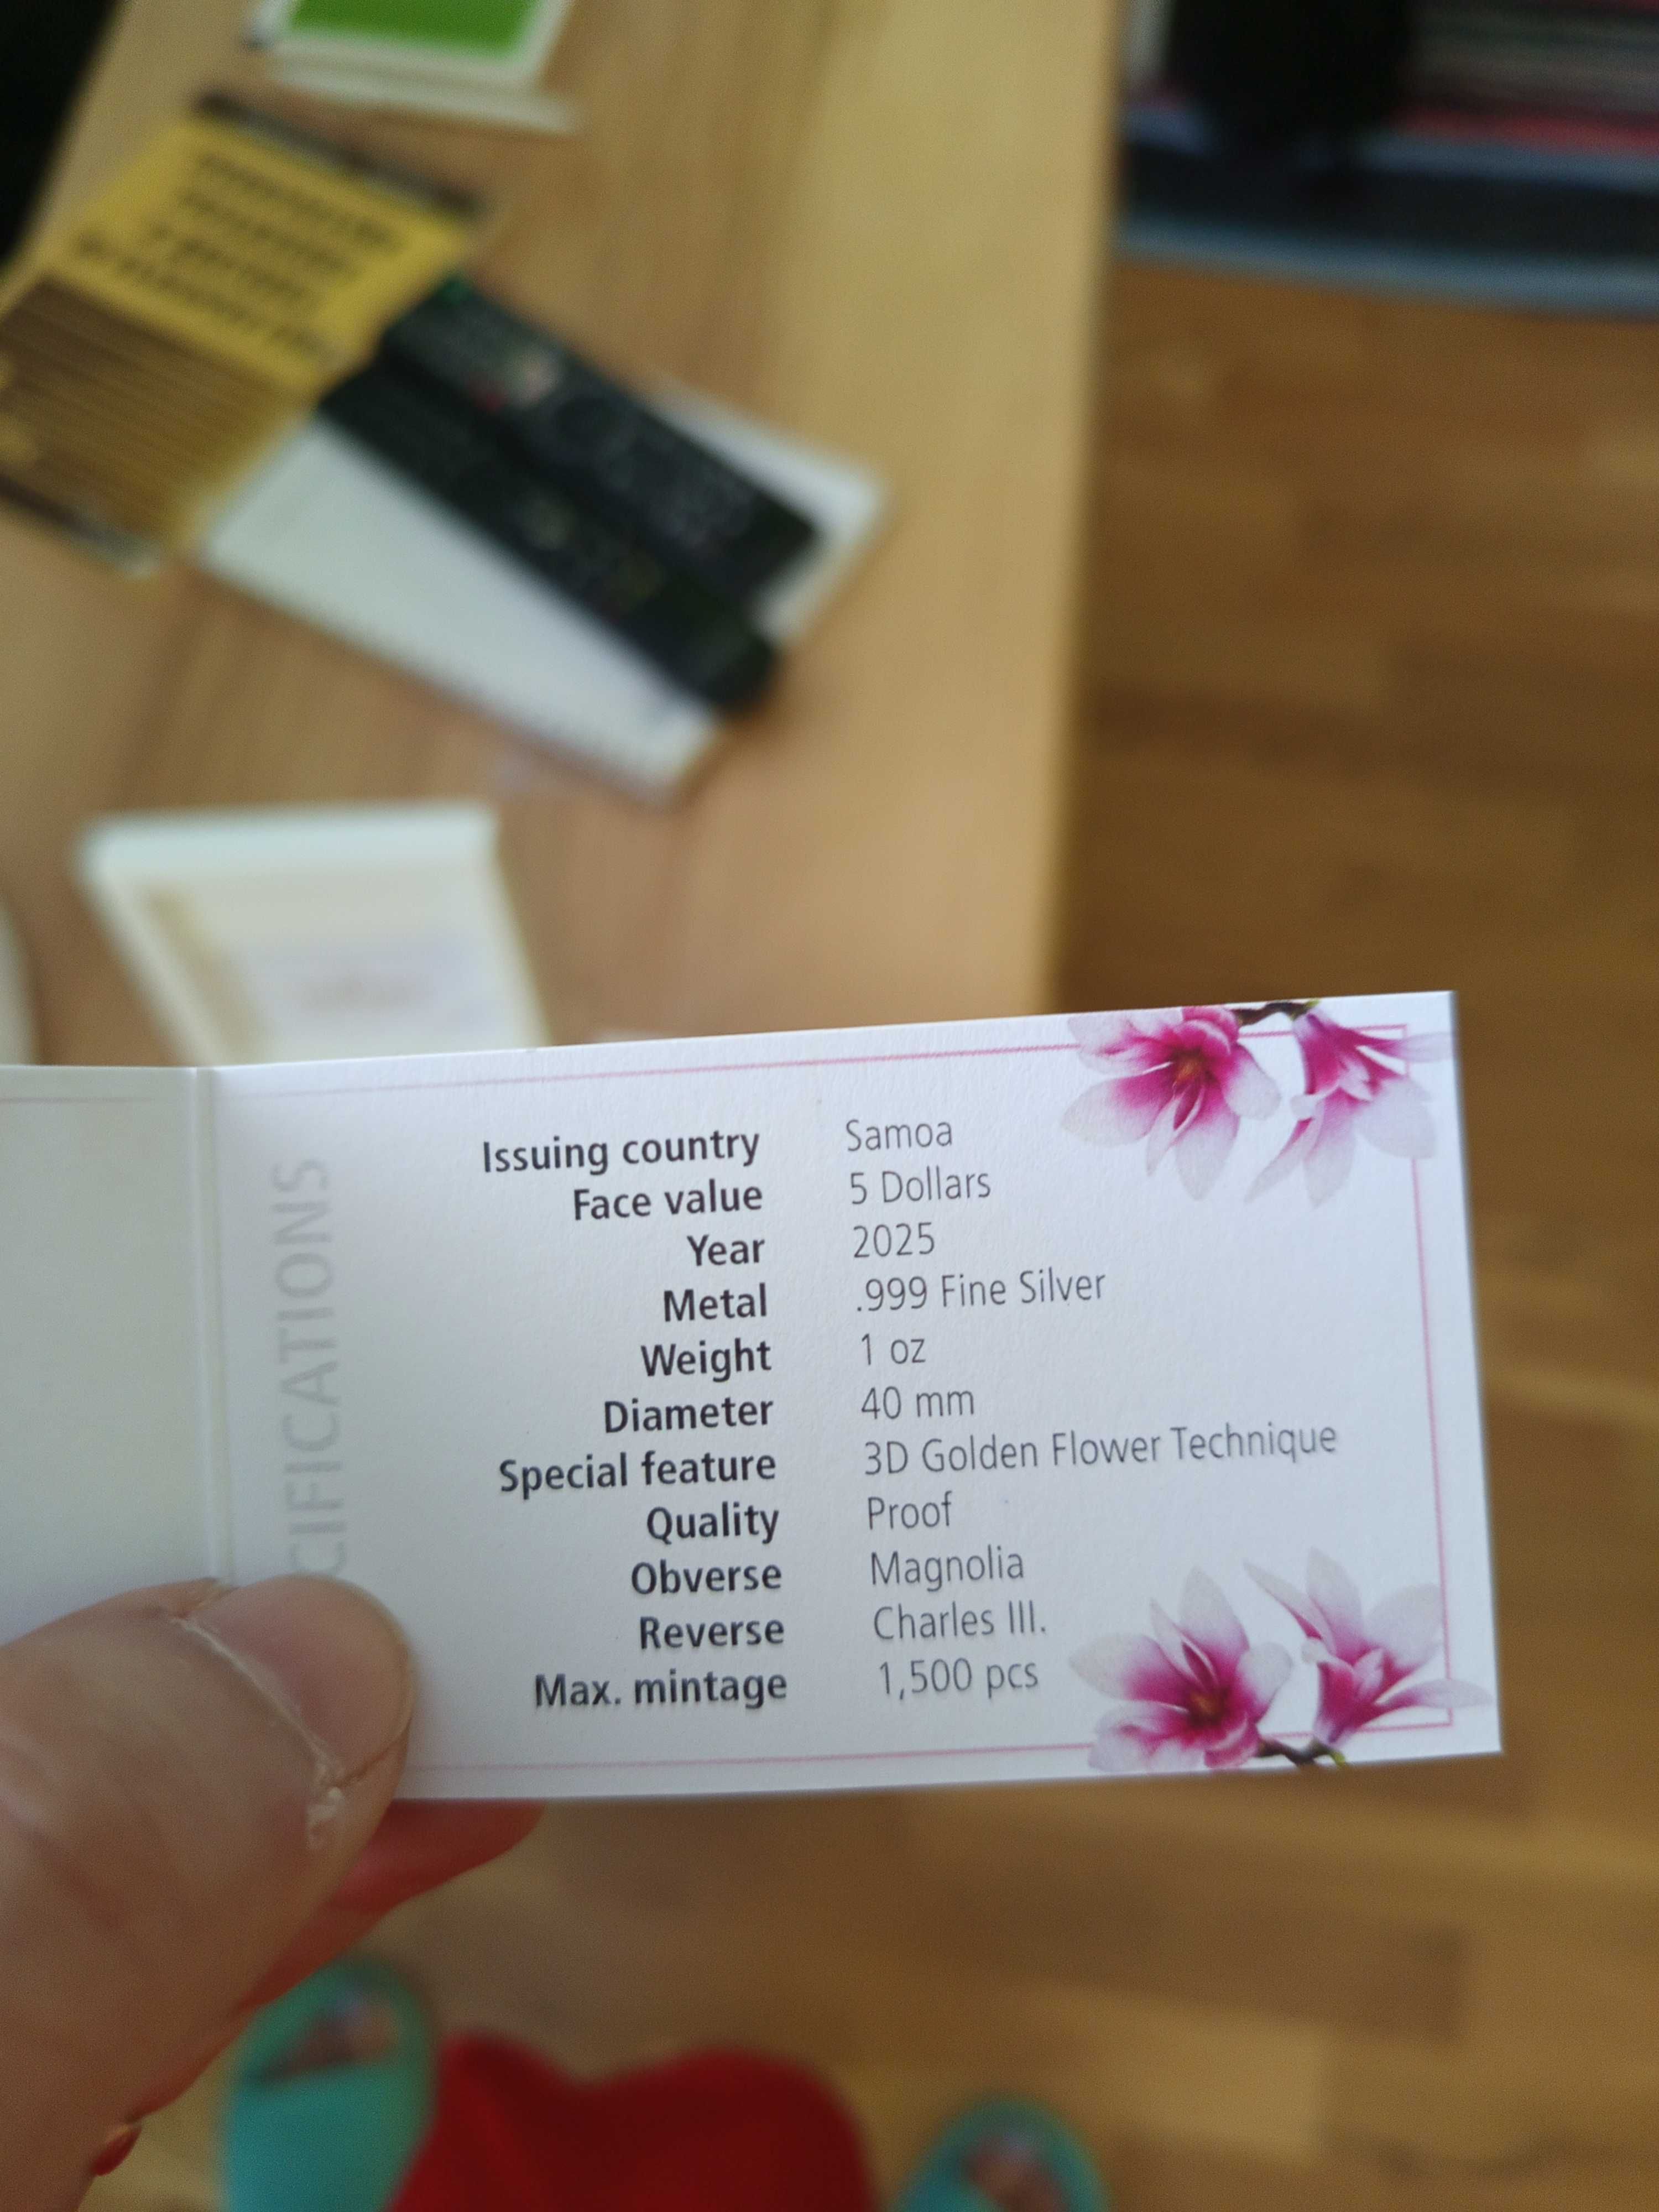 CIFICATIONS
Issuing country Samoa
Face value 5 Dollars
Year 2025
Metal .999 Fine Silver
Weight 1 oz
Diameter 40 mm
Special feature 3D Golden Flower Technique
Quality Proof
Obverse Magnolia
Reverse Charles III.
Max. mintage 1,500 pcs